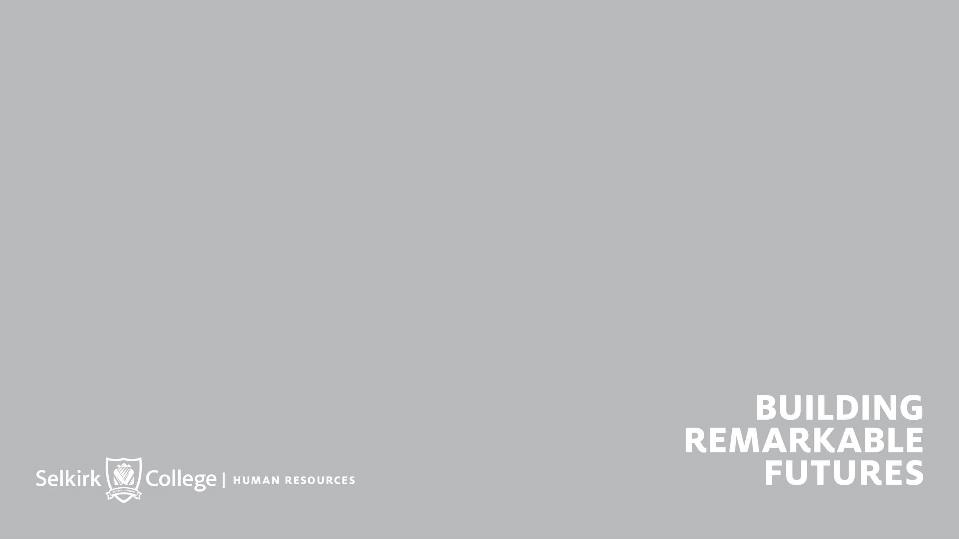 BUILDING
REMARKABLE
FUTURES
Selkirk College | HUMAN RESOURCES